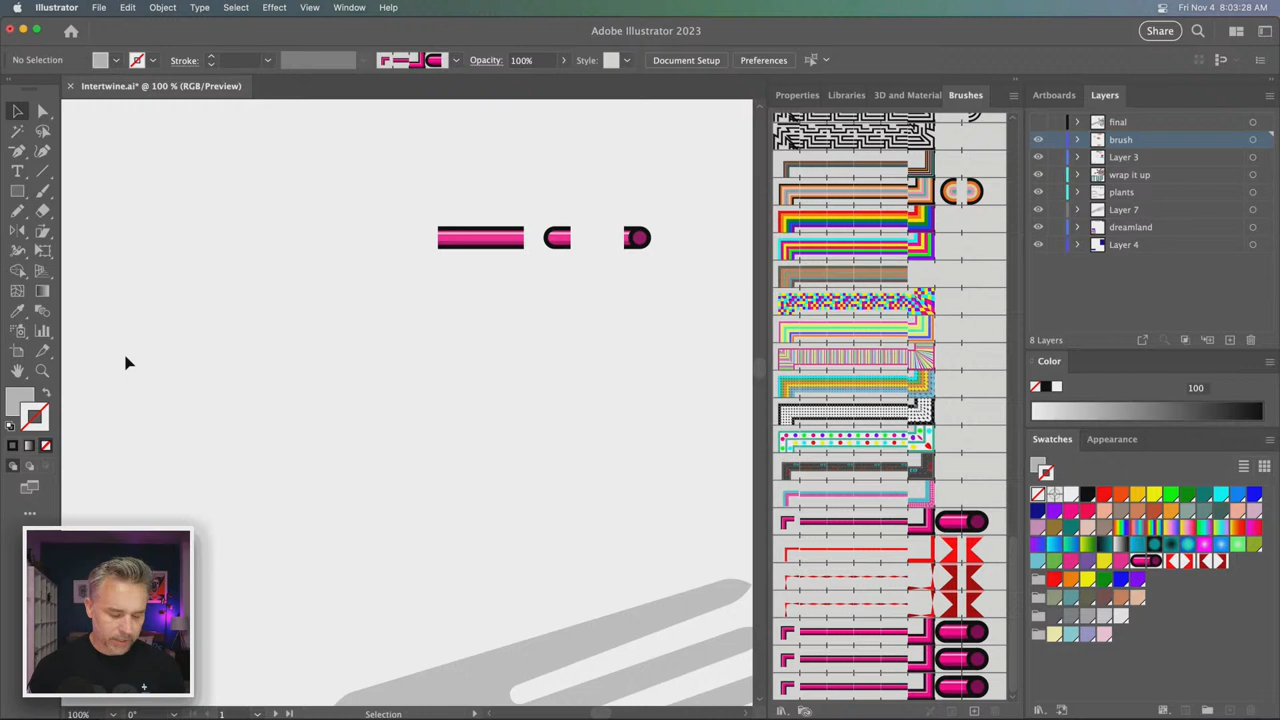 Illustrator File Edit Object Type Select Effect View Window Help
Fri Nov 4 8:03:28 AM
Adobe Illustrator 2023
Share
No Selection Stroke: Opacity: 100% Style: Document Setup Preferences
× Intertwine.ai* @ 100 % (RGB/Preview)
Properties Libraries 3D and Material Brushes
Artboards Layers
final
brush
Layer 3
wrap it up
plants
Layer 7
dreamland
Layer 4
8 Layers
Color
100
Swatches Appearance
100% 0° 1 Selection